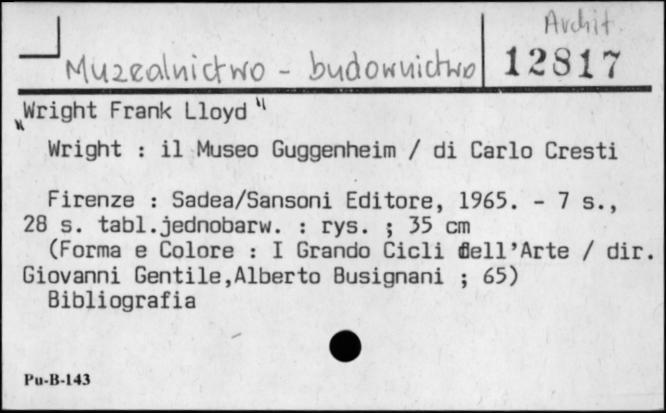 Archit.
Muzealnictwo - budownictwo 12817
"Wright Frank Lloyd"
Wright : il Museo Guggenheim / di Carlo Cresti
Firenze : Sadea/Sansoni Editore, 1965. - 7 s.,
28 s. tabl.jednobarw. : rys. ; 35 cm
(Forma e Colore : I Grando Cicli dell'Arte / dir.
Giovanni Gentile,Alberto Busignani ; 65)
Bibliografia
Pu-B-143